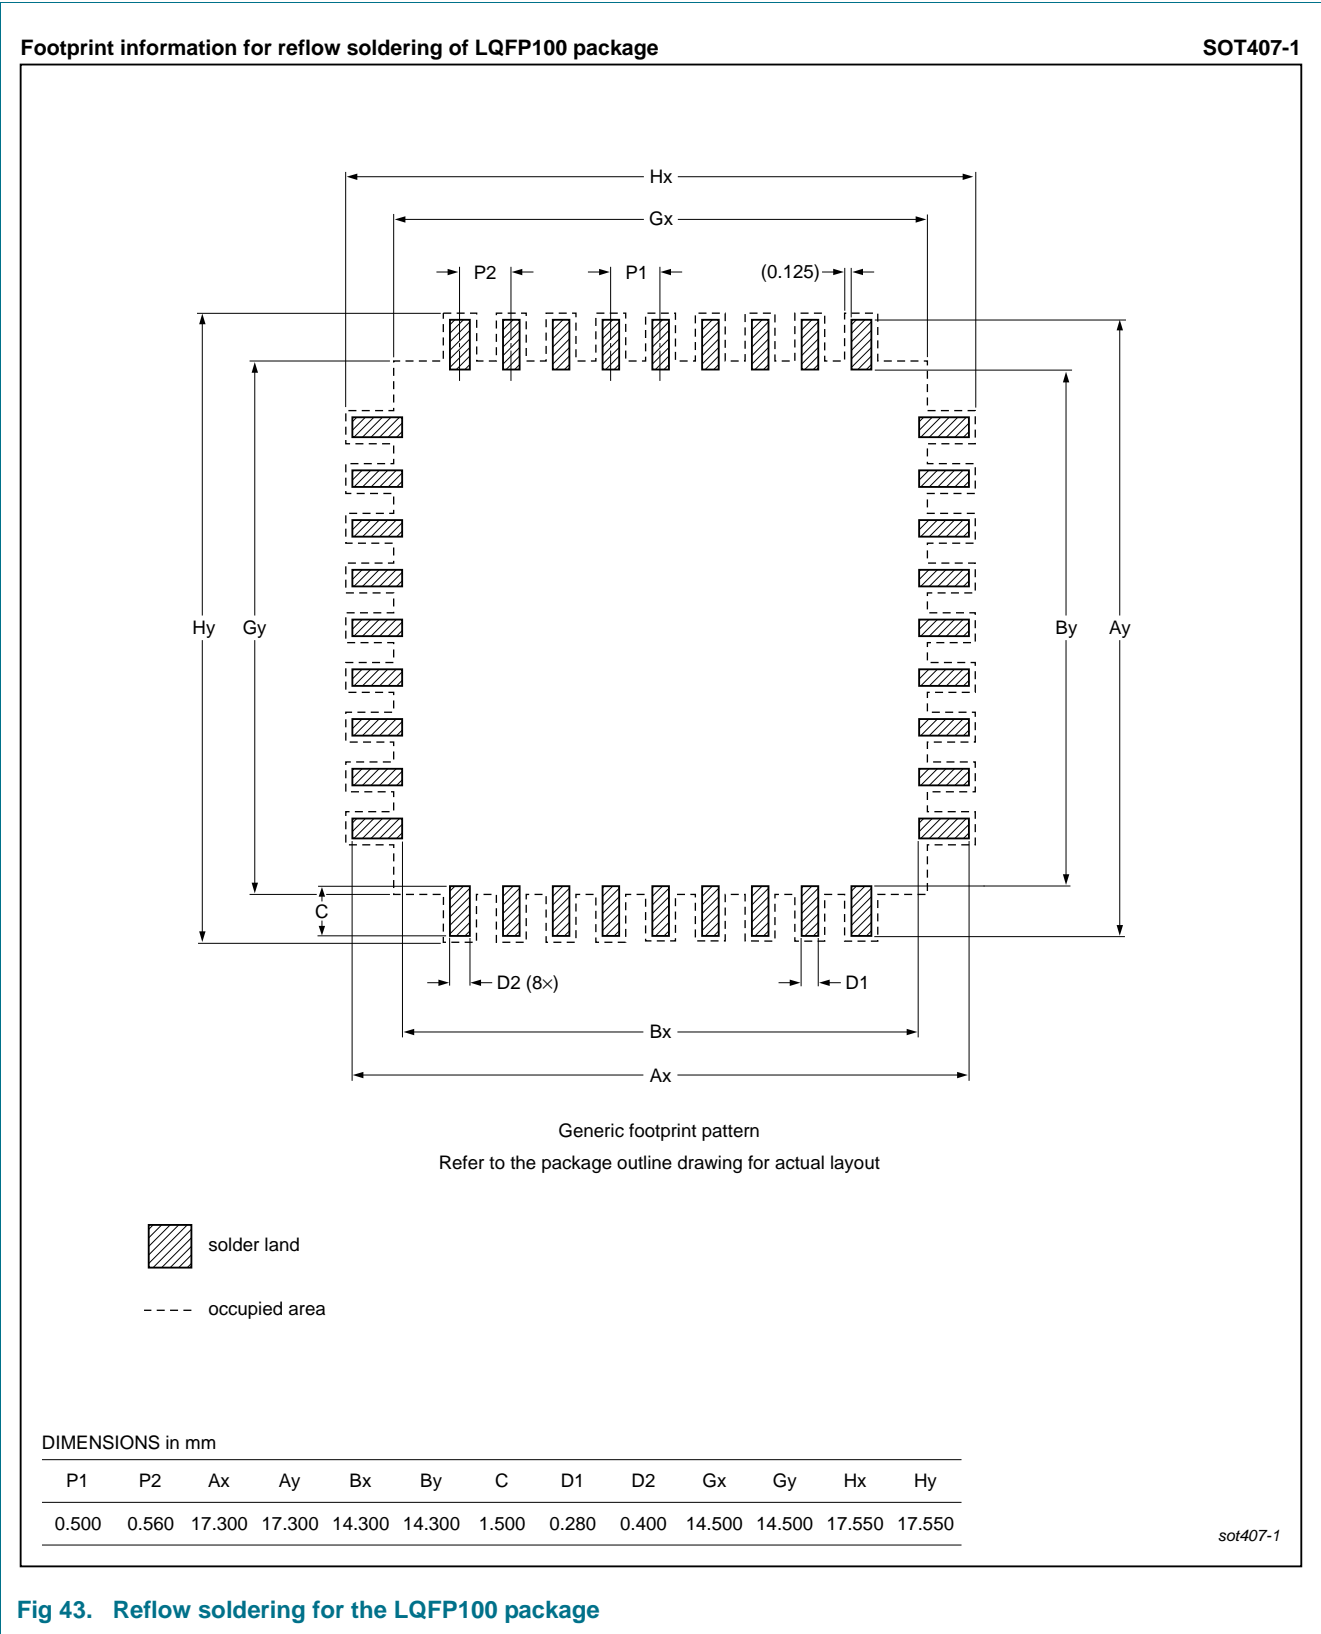 Footprint information for reflow soldering of LQFP100 package SOT407-1
Hx
Gx
P2 P1 (0.125)
Hy Gy By Ay
C
D2 (8×) D1
Bx
Ax
Generic footprint pattern
Refer to the package outline drawing for actual layout
solder land
occupied area
DIMENSIONS in mm
P1 P2 Ax Ay Bx By C D1 D2 Gx Gy Hx Hy
0.500 0.560 17.300 17.300 14.300 14.300 1.500 0.280 0.400 14.500 14.500 17.550 17.550
sot407-1
Fig 43. Reflow soldering for the LQFP100 package